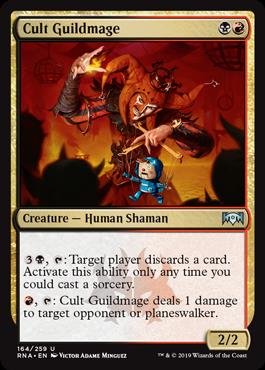 Cult Guildmage
Creature — Human Shaman
3, : Target player discards a card.
Activate this ability only any time you
could cast a sorcery.
, : Cult Guildmage deals 1 damage
to target opponent or planeswalker.
2/2
164/259 U
RNA • EN Victor Adame Minguez
™ & © 2019 Wizards of the Coast